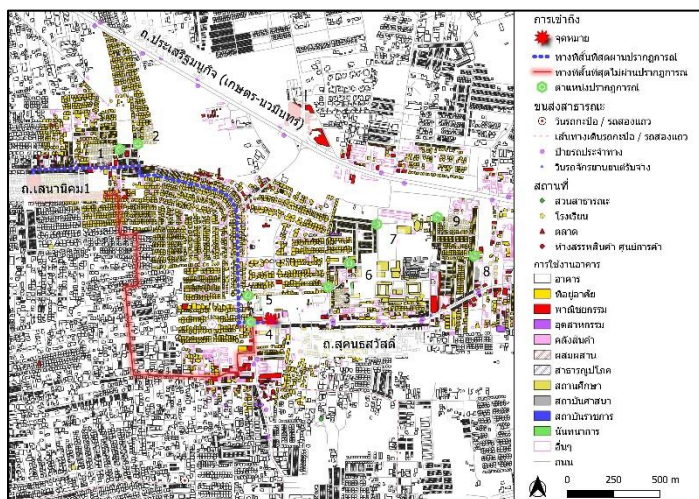 ถ.ประเสริฐมนูกิจ (เกษตร-นวมินทร์)
1
2
ถ.เสนานิคม1
9
7
6
8
3
5
4
ถ.สุคนธสวัสดิ์
การเข้าถึง
จุดหมาย
ทางที่สั้นที่สุดผ่านปรากฏการณ์
ทางที่สั้นที่สุดไม่ผ่านปรากฏการณ์
ตำแหน่งปรากฏการณ์
ขนส่งสาธารณะ
วินรถกะป๊อ / รถสองแถว
เส้นทางเดินรถกะป๊อ / รถสองแถว
ป้ายรถประจำทาง
วินรถจักรยานยนต์รับจ้าง
สถานที่
สวนสาธารณะ
โรงเรียน
ตลาด
ห้างสรรพสินค้า ศูนย์การค้า
การใช้งานอาคาร
อาคาร
ที่อยู่อาศัย
พาณิชยกรรม
อุตสาหกรรม
คลังสินค้า
ผสมผสาน
สาธารณูปโภค
สถานศึกษา
สถาบันศาสนา
สถาบันราชการ
นันทนาการ
อื่นๆ
ถนน
0 250 500 m